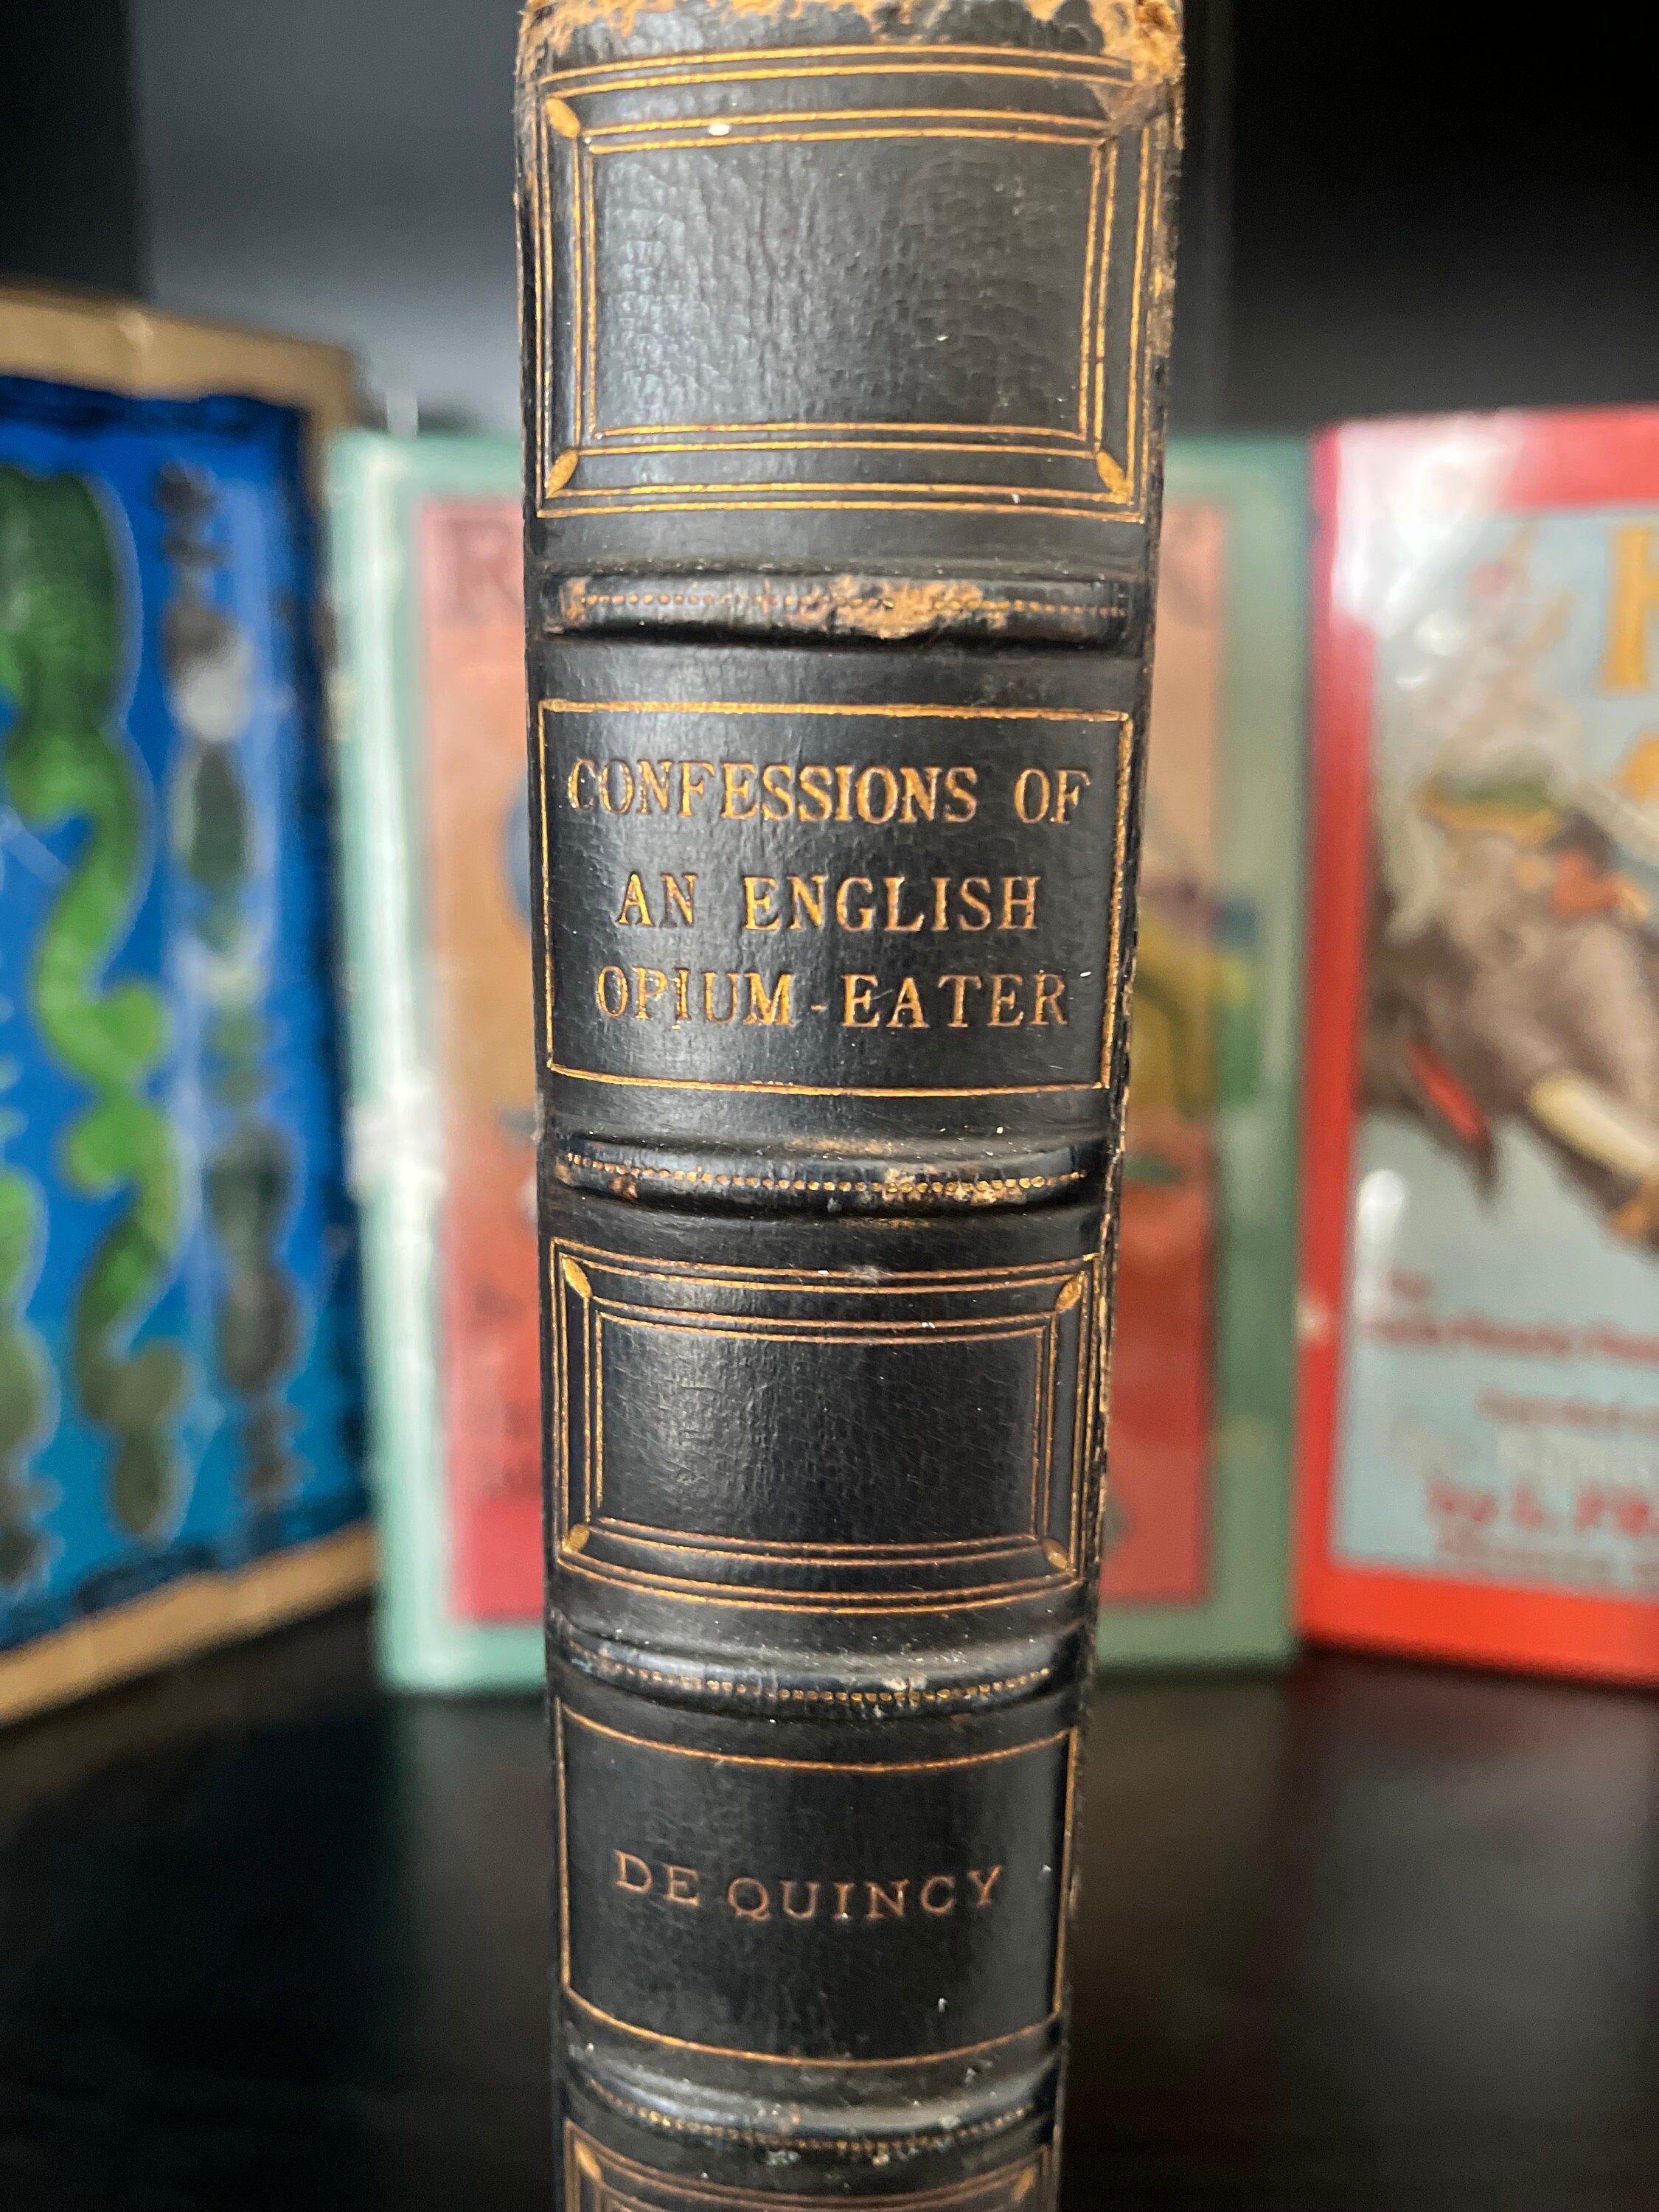 CONFESSIONS OF
AN ENGLISH
OPIUM-EATER
DE QUINCY